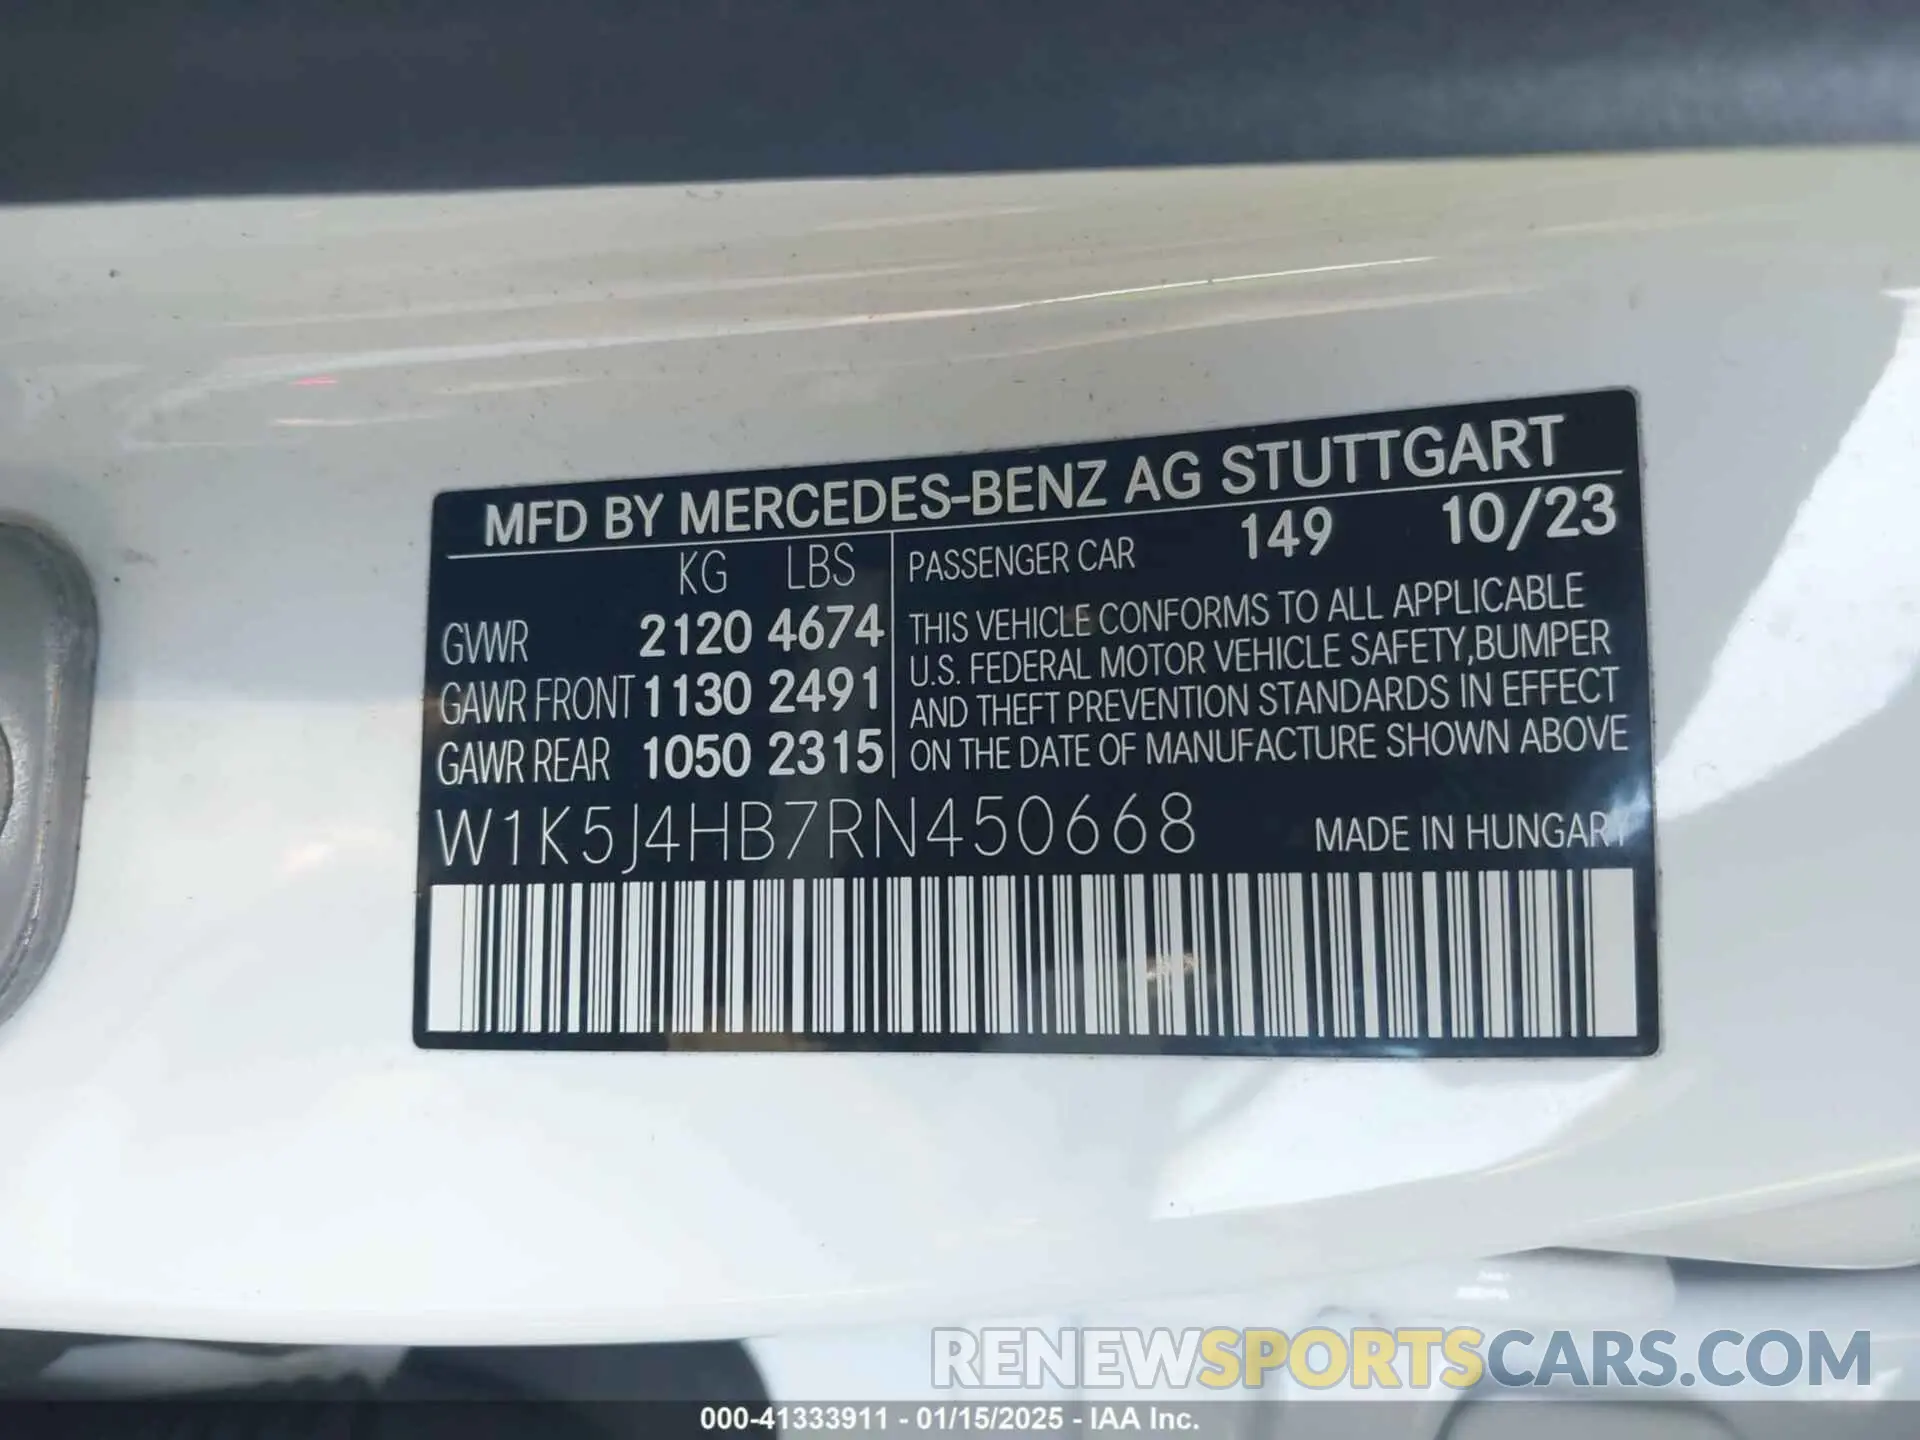 MFD BY MERCEDES-BENZ AG STUTTGART
KG LBS
GVWR 2120 4674
GAWR FRONT 1130 2491
GAWR REAR 1050 2315
PASSENGER CAR 149 10/23
THIS VEHICLE CONFORMS TO ALL APPLICABLE
U.S. FEDERAL MOTOR VEHICLE SAFETY,BUMPER
AND THEFT PREVENTION STANDARDS IN EFFECT
ON THE DATE OF MANUFACTURE SHOWN ABOVE
W1K5J4HB7RN450668 MADE IN HUNGARY
RENEWSPORTSCARS.COM
000-41333911 - 01/15/2025 - IAA Inc.